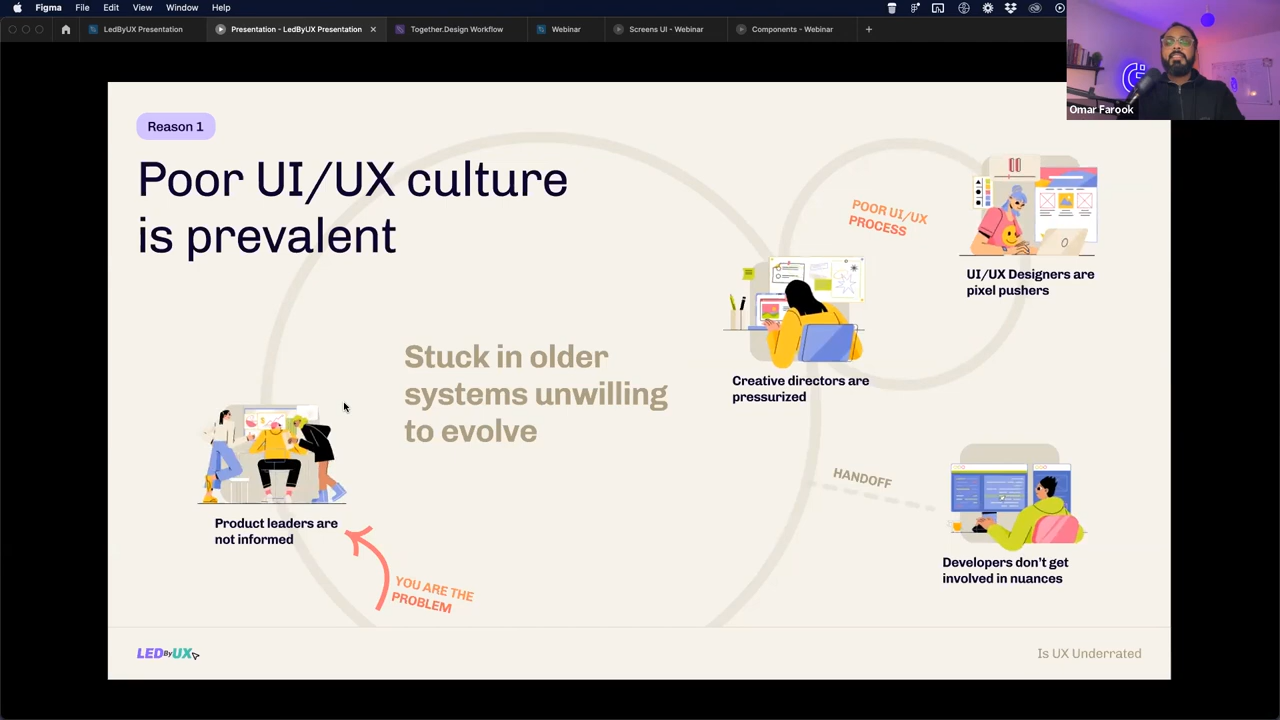 Figma File Edit View Window Help
LedByUX Presentation
Presentation - LedByUX Presentation
Together.Design Workflow
Webinar
Screens UI - Webinar
Components - Webinar
Omar Farook
Reason 1
Poor UI/UX culture
is prevalent
POOR UI/UX
PROCESS
UI/UX Designers are
pixel pushers
Creative directors are
pressurized
Stuck in older
systems unwilling
to evolve
HANDOFF
Product leaders are
not informed
YOU ARE THE
PROBLEM
Developers don’t get
involved in nuances
LEDByUX
Is UX Underrated